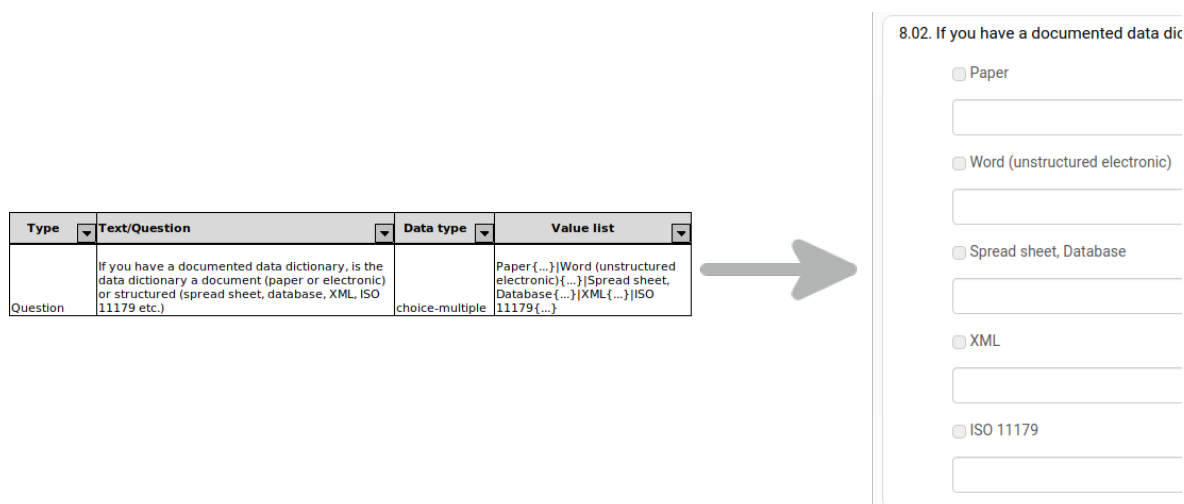 Type Text/Question Data type Value list
Question
If you have a documented data dictionary, is the
data dictionary a document (paper or electronic)
or structured (spread sheet, database, XML, ISO
11179 etc.)
choice-multiple
Paper{...}|Word (unstructured
electronic){...}|Spread sheet,
Database{...}|XML{...}|ISO
11179{...}
8.02. If you have a documented data
Paper
Word (unstructured electronic)
Spread sheet, Database
XML
ISO 11179